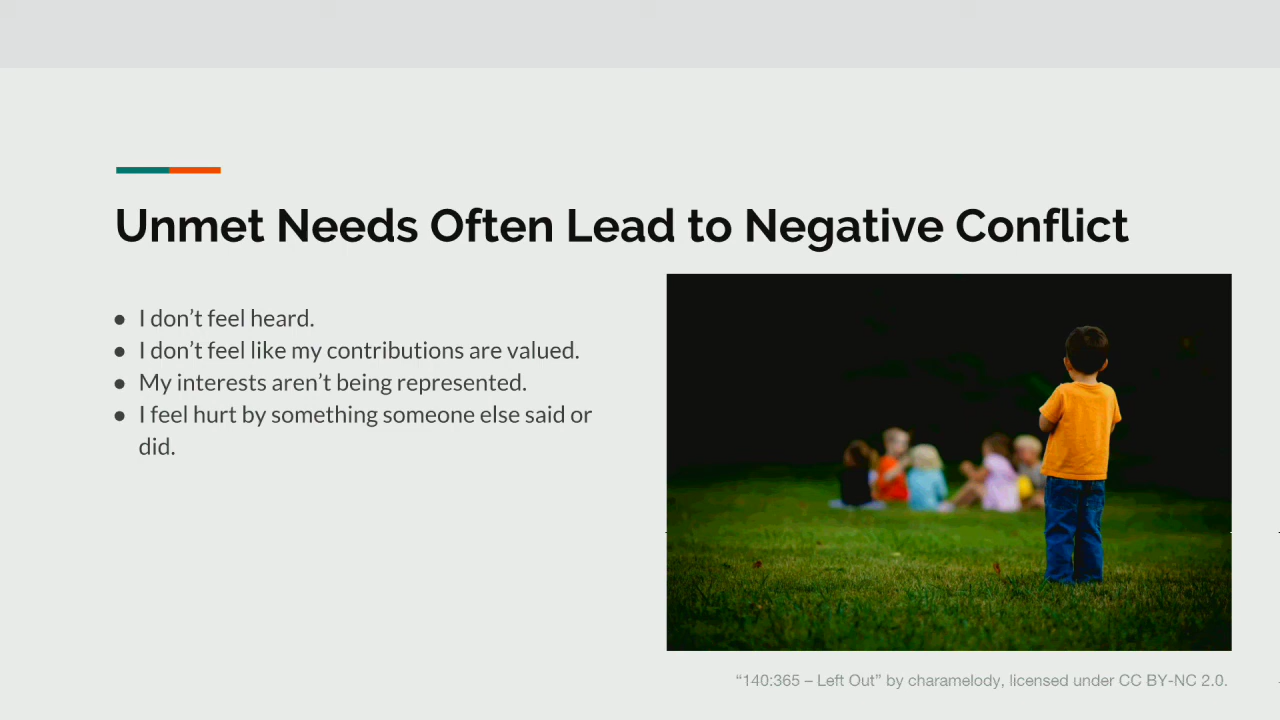 Unmet Needs Often Lead to Negative Conflict
● I don’t feel heard.
● I don’t feel like my contributions are valued.
● My interests aren’t being represented.
● I feel hurt by something someone else said or
did.
“140:365 – Left Out” by charamelody, licensed under CC BY-NC 2.0.